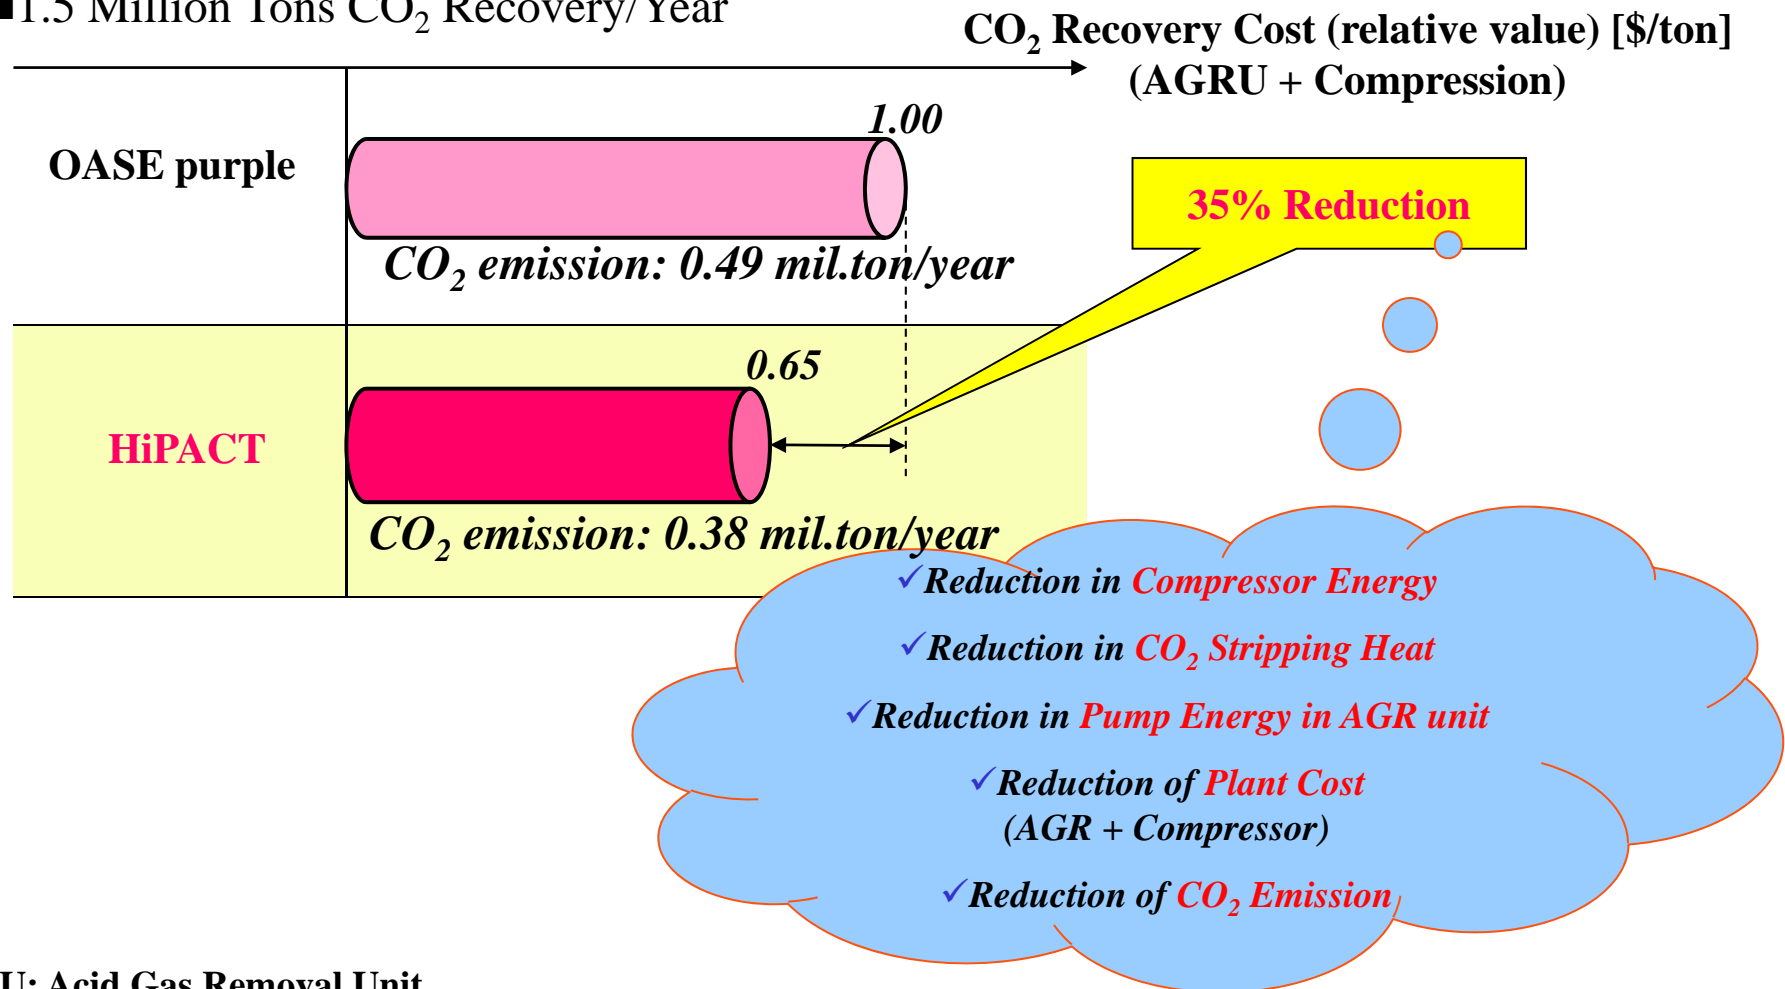 ■1.5 Million Tons CO₂ Recovery/Year
CO₂ Recovery Cost (relative value) [$/ton]
(AGRU + Compression)
1.00
OASE purple
35% Reduction
CO₂ emission: 0.49 mil.ton/year
0.65
HiPACT
CO₂ emission: 0.38 mil.ton/year
✓Reduction in Compressor Energy
✓Reduction in CO₂ Stripping Heat
✓Reduction in Pump Energy in AGR unit
✓Reduction of Plant Cost
(AGR + Compressor)
✓Reduction of CO₂ Emission
U: Acid Gas Removal Unit